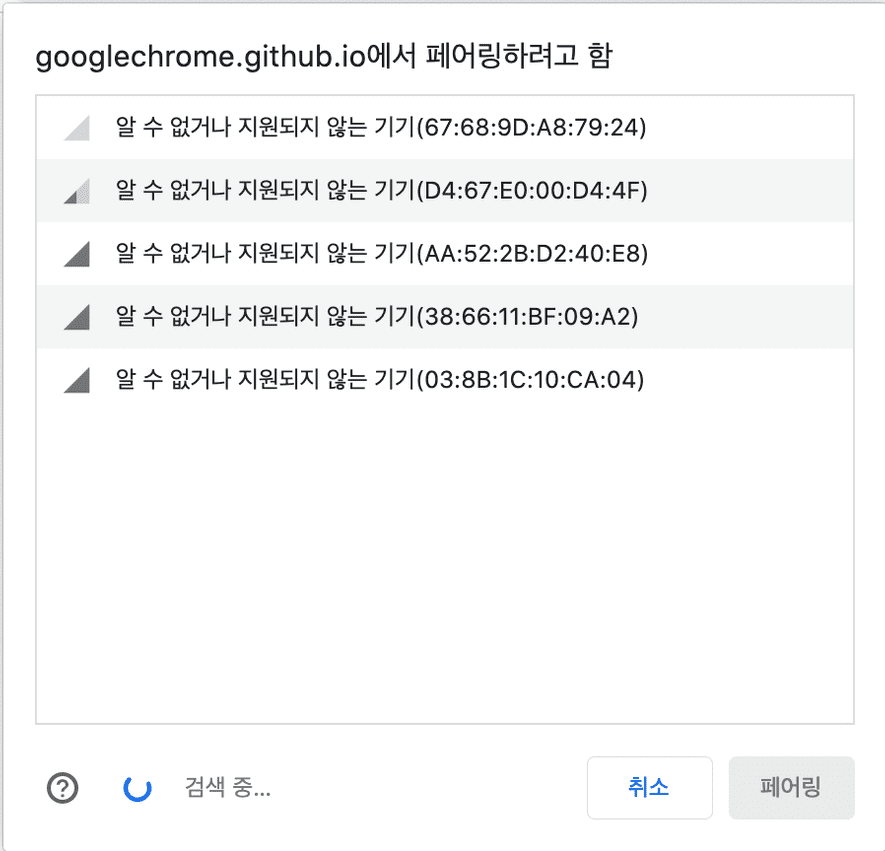 googlechrome.github.io에서 페어링하려고 함
알 수 없거나 지원되지 않는 기기(67:68:9D:A8:79:24)
알 수 없거나 지원되지 않는 기기(D4:67:E0:00:D4:4F)
알 수 없거나 지원되지 않는 기기(AA:52:2B:D2:40:E8)
알 수 없거나 지원되지 않는 기기(38:66:11:BF:09:A2)
알 수 없거나 지원되지 않는 기기(03:8B:1C:10:CA:04)
검색 중... 취소 페어링